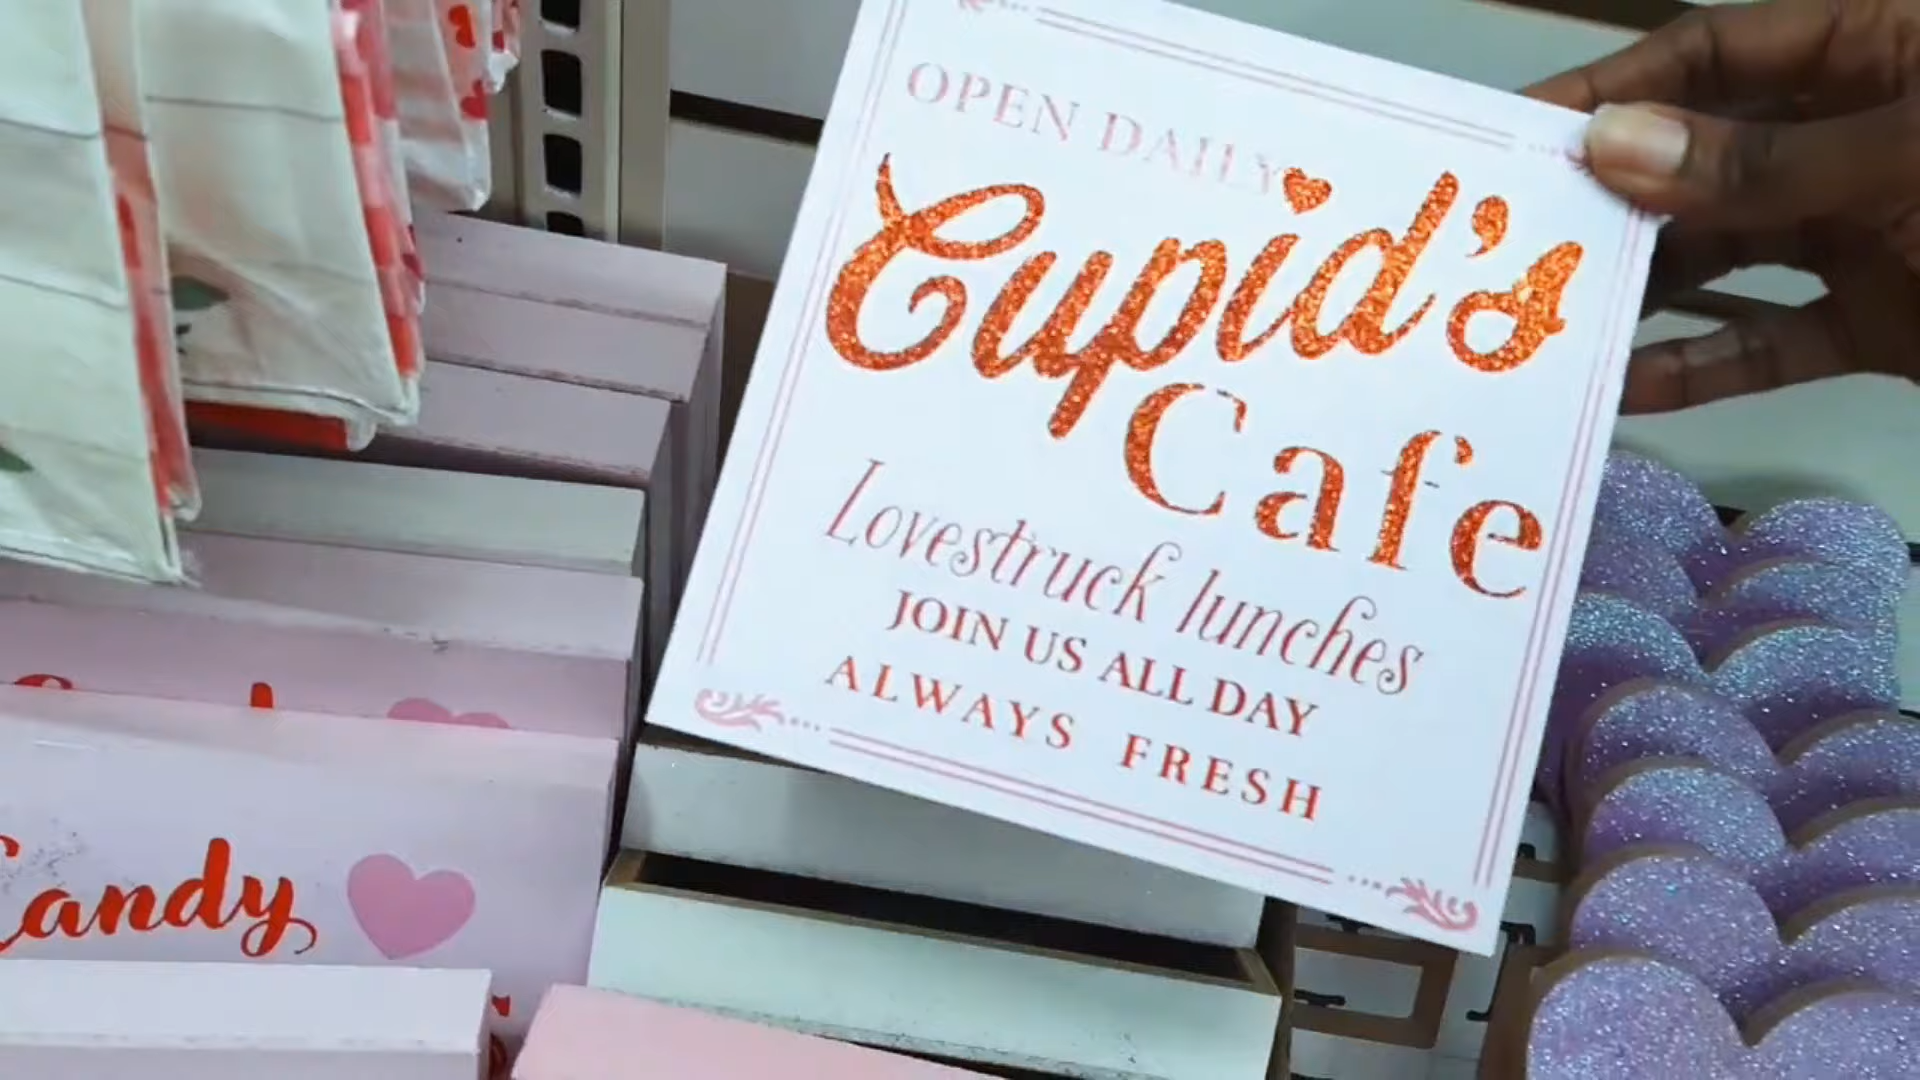 OPEN DAILY
Cupid's
Cafe
Lovestruck lunches
JOIN US ALL DAY
ALWAYS FRESH
Candy